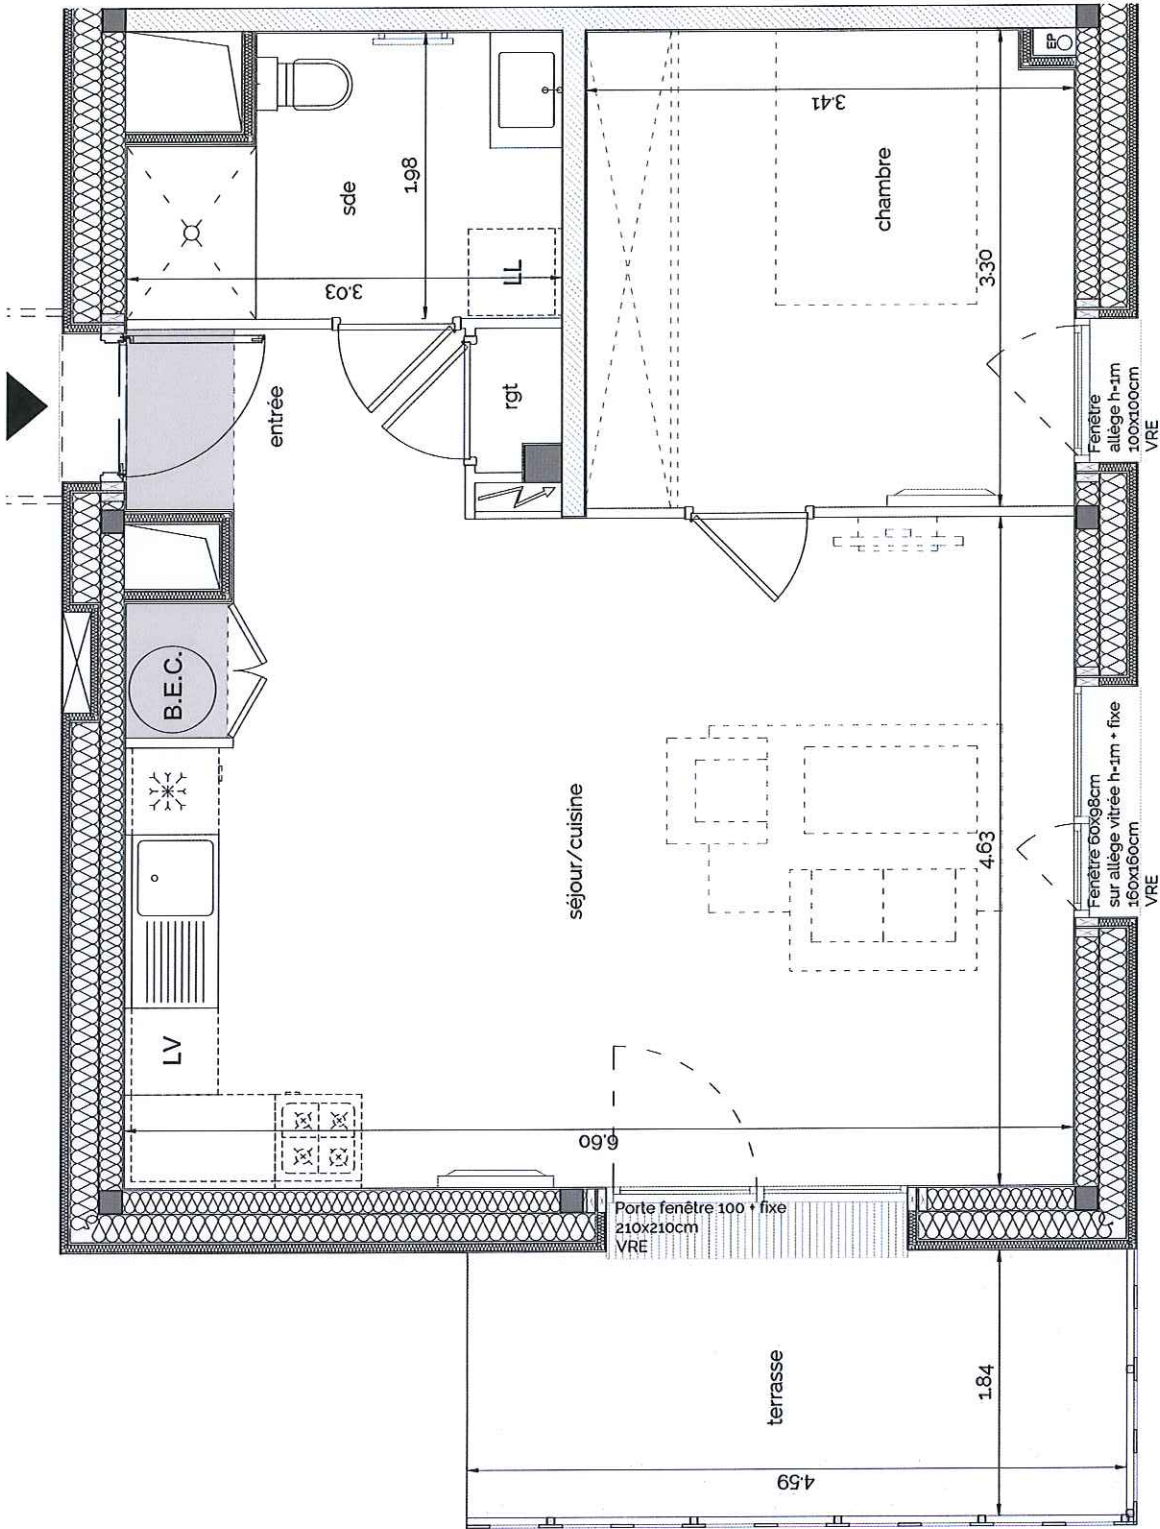 EP
3.41
chambre
3.30
1.98
sde
3.03
LL
rgt
entrée
Fenêtre
allège h=1m
100x100cm
VRE
B.E.C.
séjour/cuisine
4.63
Fenêtre 60x98cm
sur allège vitrée h=1m + fixe
160x160cm
VRE
LV
6.60
Porte fenêtre 100 + fixe
210x210cm
VRE
terrasse
1.84
4.59